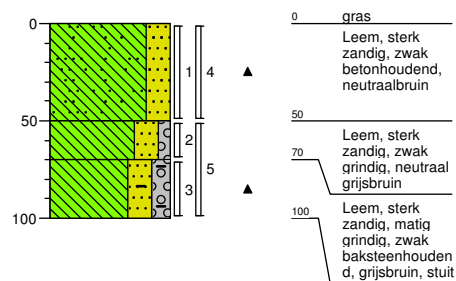 0
50
100
1
2
3
4
5
0 gras
Leem, sterk
zandig, zwak
betonhoudend,
neutraalbruin
50
Leem, sterk
zandig, zwak
grindig, neutraal
grijsbruin
70
Leem, sterk
zandig, matig
grindig, zwak
baksteenhouden
d, grijsbruin, stuit
100